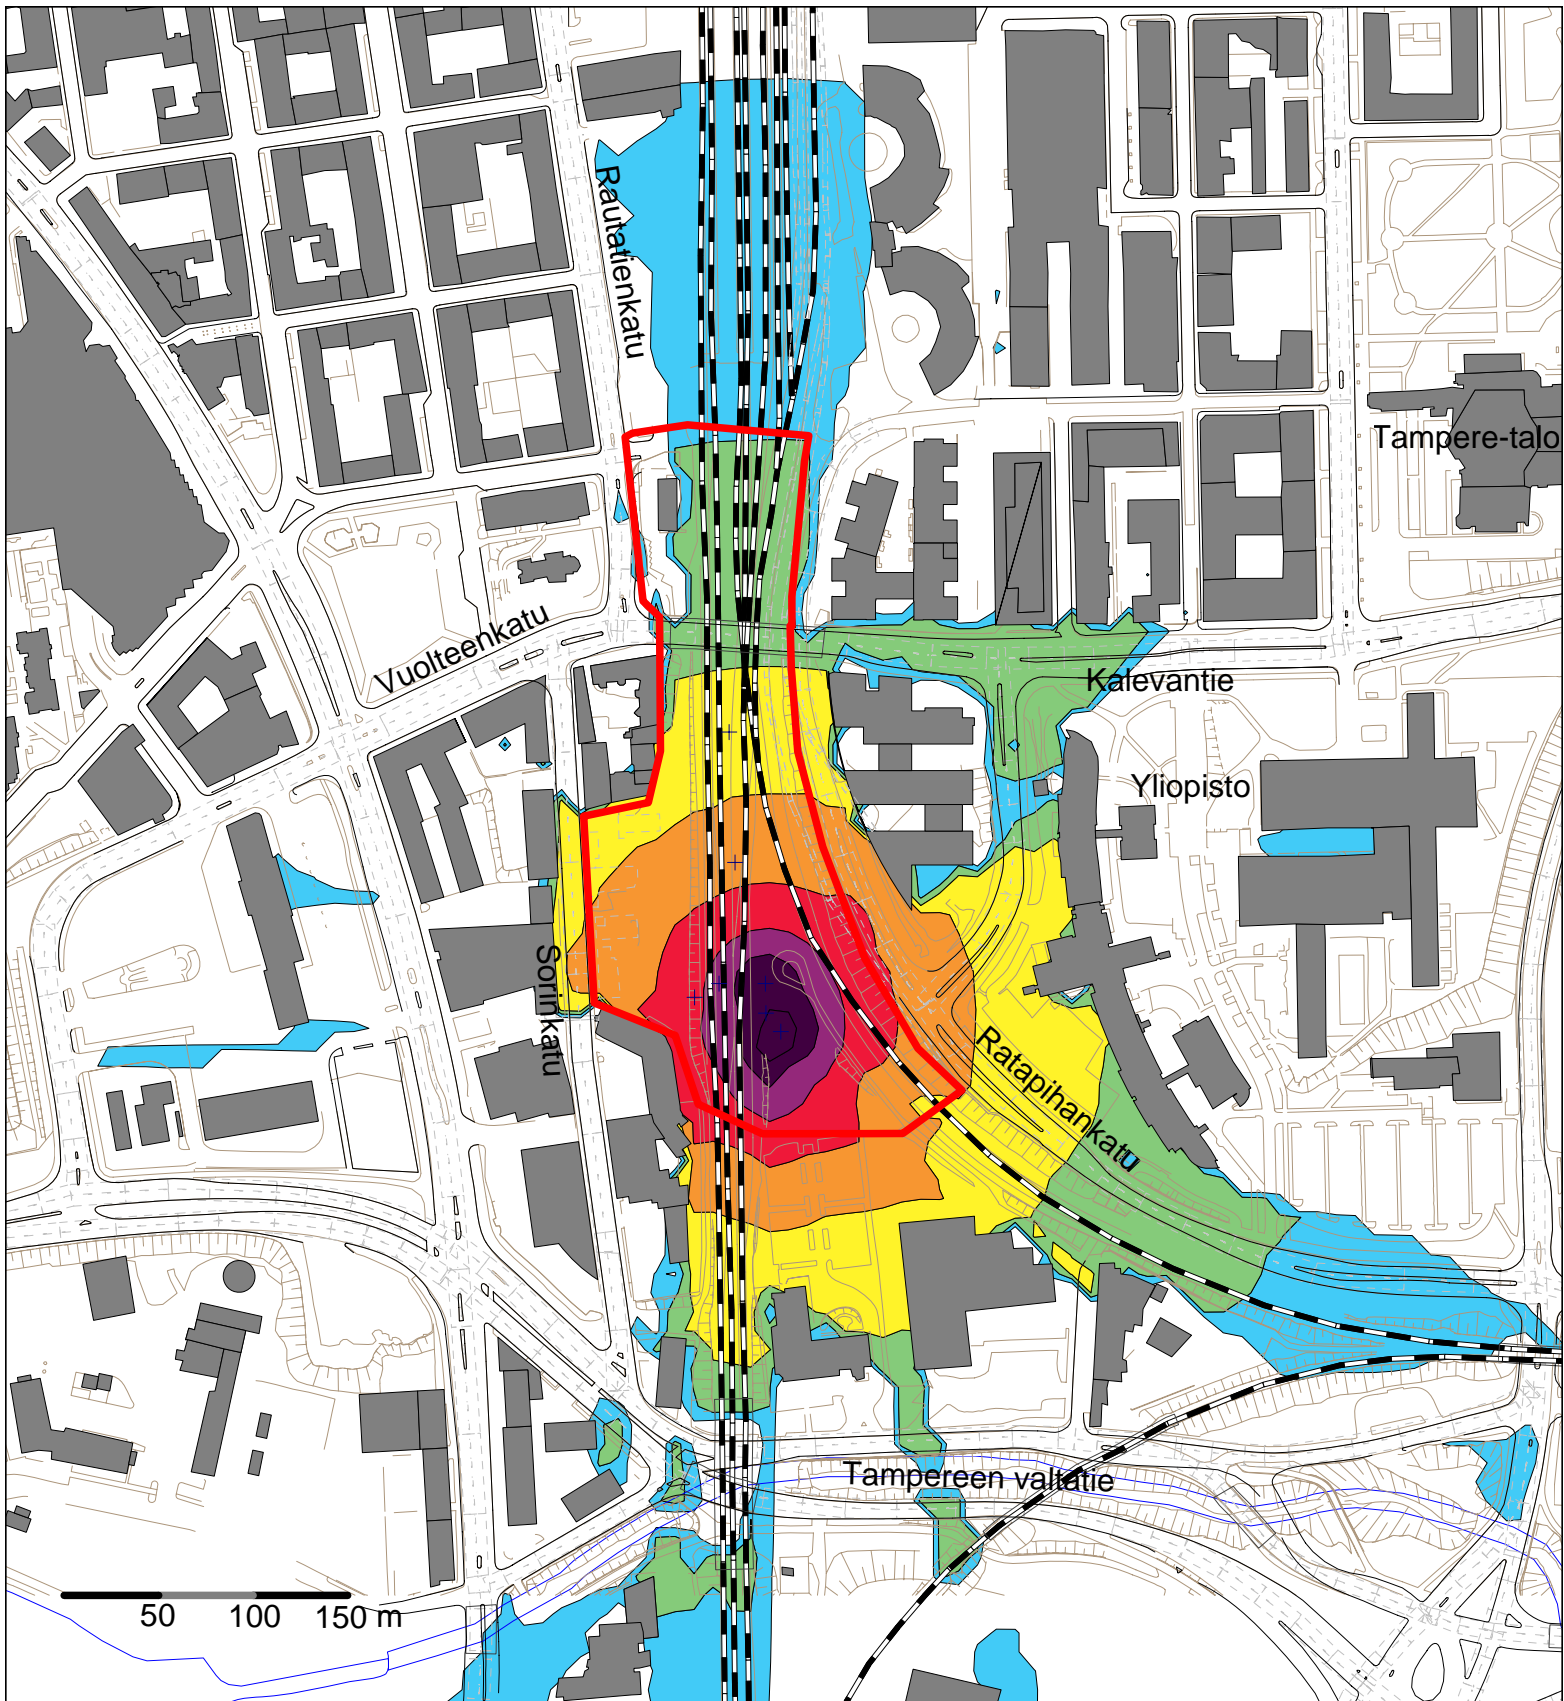 Rautatienkatu
Tampere-talo
Vuolteenkatu
Kalevantie
Yliopisto
Sorinkatu
Ratapihankatu
Tampereen valtatie
50 100 150 m